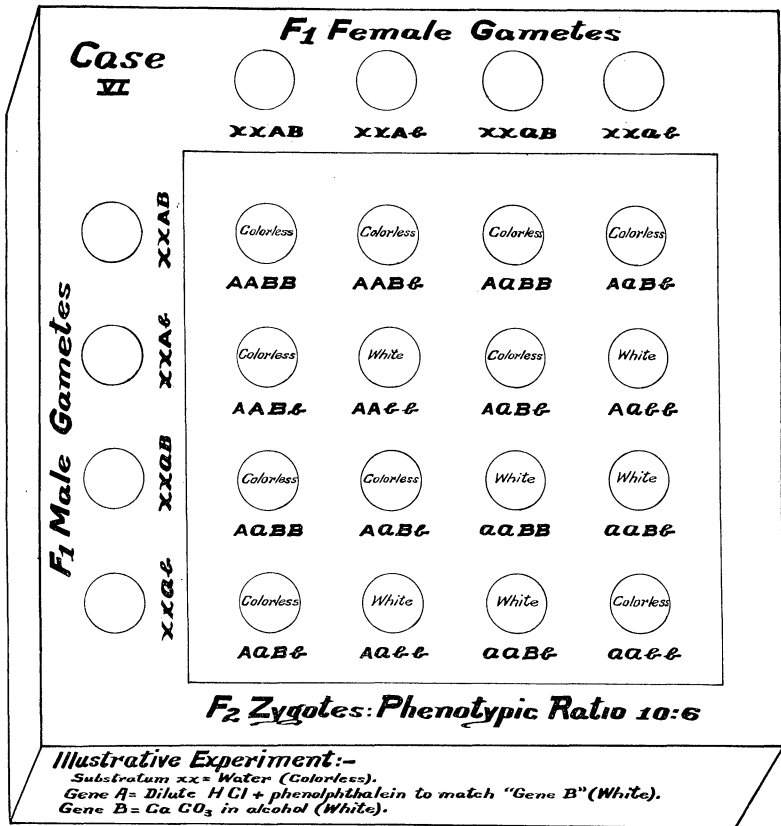 F1 Female Gametes
Case
VI
xxAB xxAb xxaB xxab
F1 Male Gametes
xxAB
Colorless Colorless Colorless Colorless
AABB AABb AaBB AaBb
xxAb
Colorless White Colorless White
AABb AAbb AaBb Aabb
xxaB
Colorless Colorless White White
AaBB AaBb aaBB aaBb
xxab
Colorless White White Colorless
AaBb Aabb aaBb aabb
F2 Zygotes: Phenotypic Ratio 10:6
Illustrative Experiment:-
Substratum xx = Water (Colorless).
Gene A = Dilute HCl + phenolphthalein to match "Gene B" (White).
Gene B = CaCO3 in alcohol (White).